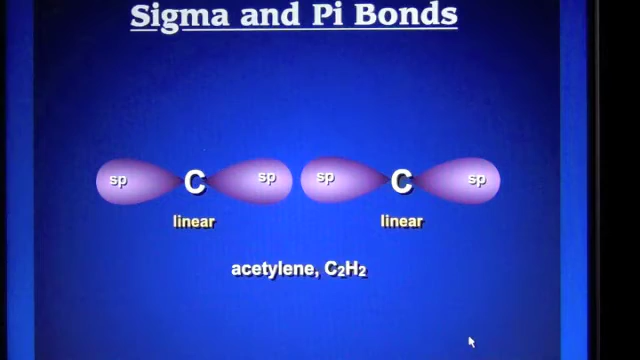 Sigma and Pi Bonds
sp C sp sp C sp
linear linear
acetylene, C₂H₂